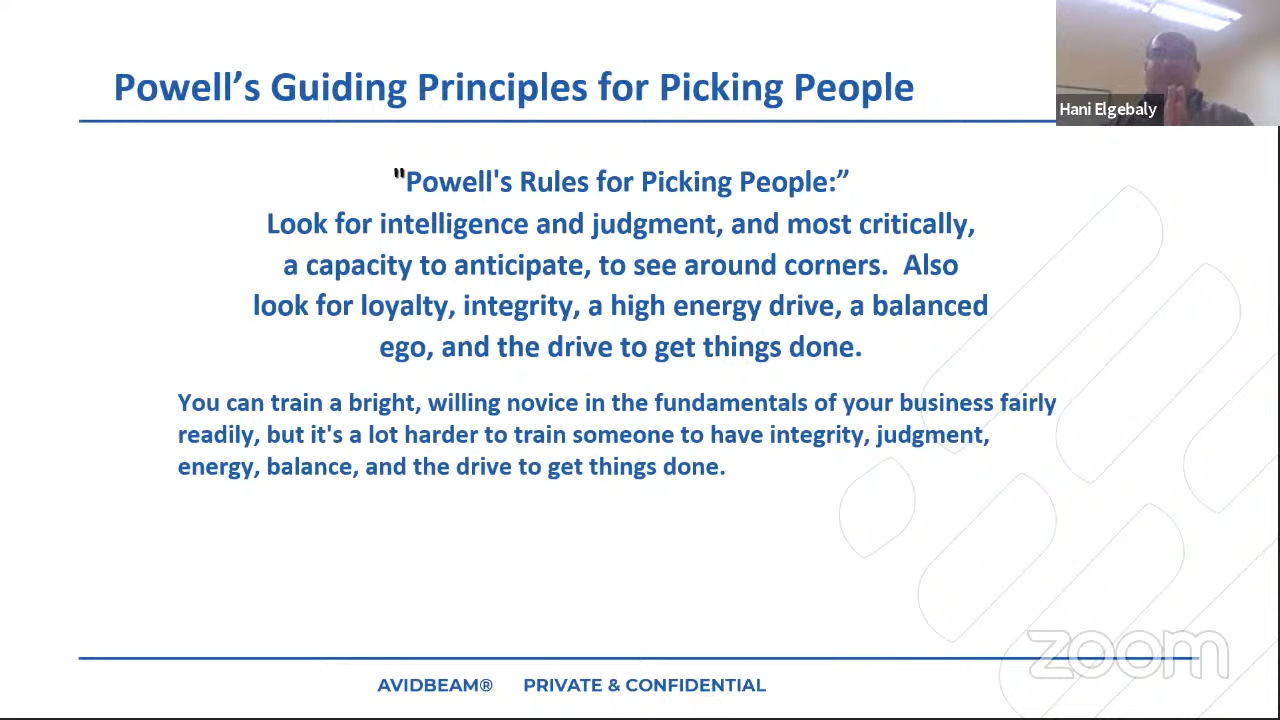 Powell’s Guiding Principles for Picking People
Hani Elgebaly
"Powell's Rules for Picking People:”
Look for intelligence and judgment, and most critically,
a capacity to anticipate, to see around corners.  Also
look for loyalty, integrity, a high energy drive, a balanced
ego, and the drive to get things done.
You can train a bright, willing novice in the fundamentals of your business fairly
readily, but it's a lot harder to train someone to have integrity, judgment,
energy, balance, and the drive to get things done.
zoom
AVIDBEAM® PRIVATE & CONFIDENTIAL